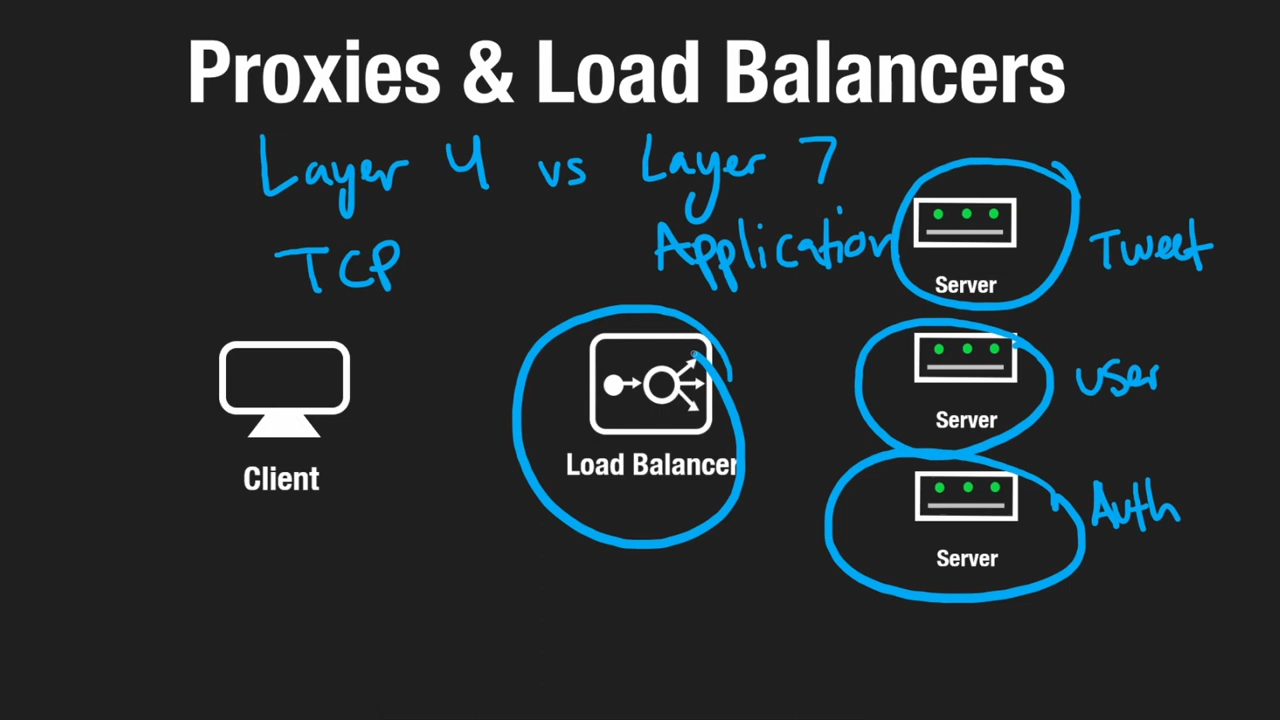 Proxies & Load Balancers
Layer 4 vs Layer 7
TCP
Application
Server
Tweet
Server
user
Client
Load Balancer
Server
Auth